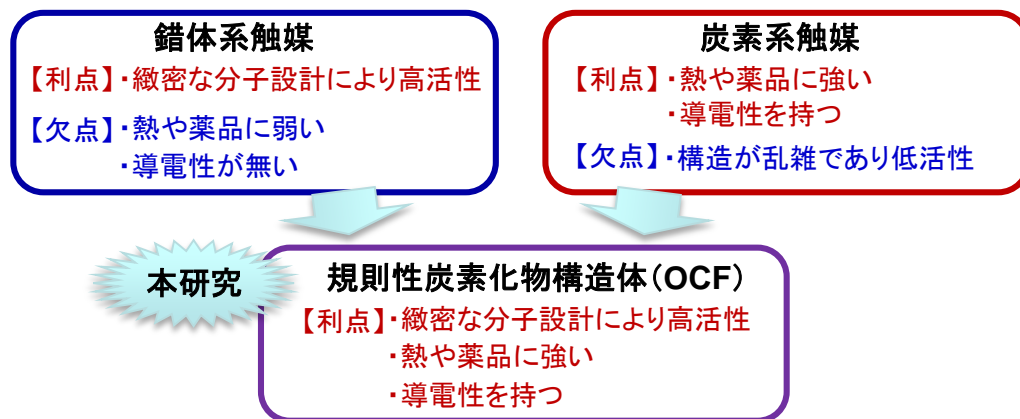 錯体系触媒
【利点】・緻密な分子設計により高活性
【欠点】・熱や薬品に弱い
・導電性が無い
炭素系触媒
【利点】・熱や薬品に強い
・導電性を持つ
【欠点】・構造が乱雑であり低活性
本研究
規則性炭素化物構造体(OCF)
【利点】・緻密な分子設計により高活性
・熱や薬品に強い
・導電性を持つ